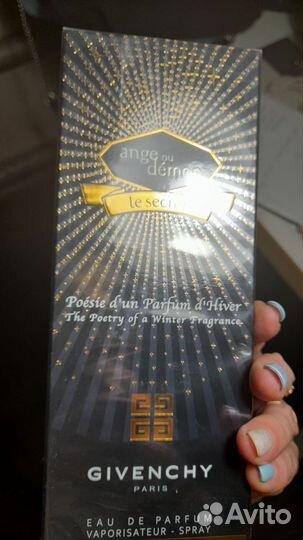 ange ou
démon
le secret
Poésie d'un Parfum d'Hiver
The Poetry of a Winter Fragrance
GIVENCHY
PARIS
EAU DE PARFUM
VAPORISATEUR - SPRAY
Avito